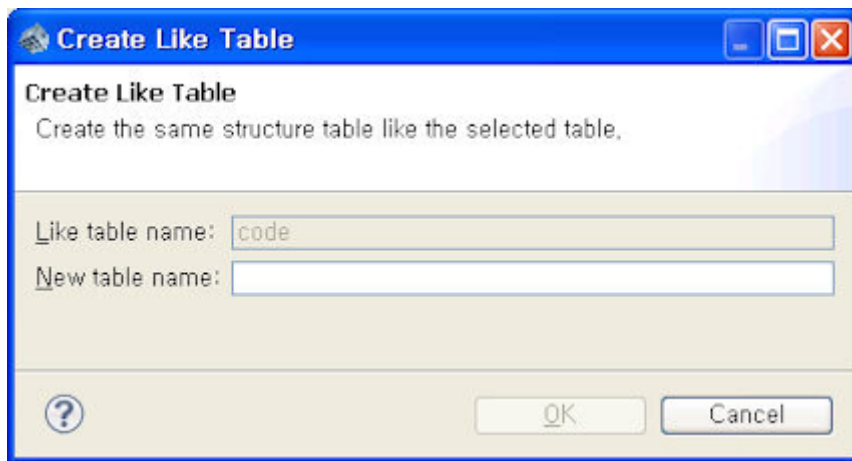 Create Like Table
Create Like Table
Create the same structure table like the selected table,
Like table name: code
New table name:
?
OK
Cancel